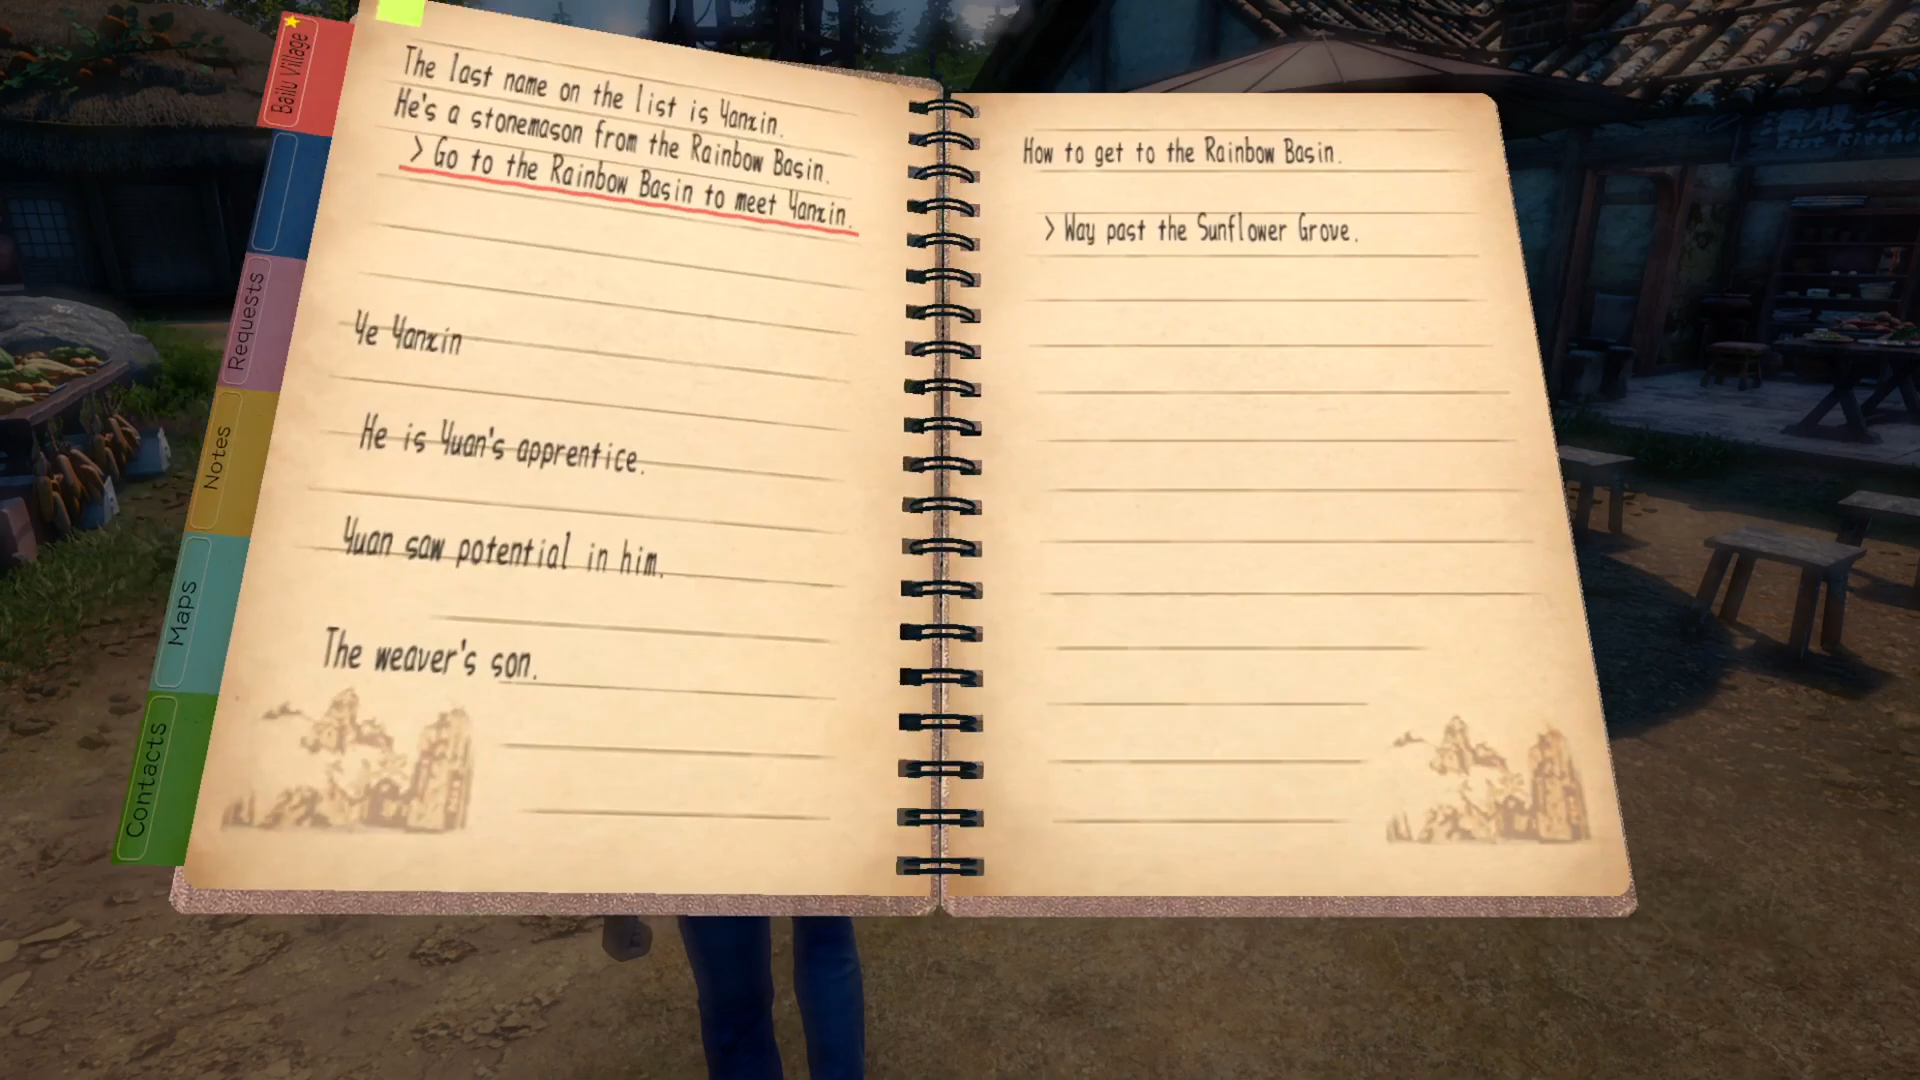 Bailu Village
Requests
Notes
Maps
Contacts
The last name on the list is Yanxin.
He's a stonemason from the Rainbow Basin.
> Go to the Rainbow Basin to meet Yanxin.
Ye Yanxin
He is Yuan's apprentice.
Yuan saw potential in him.
The weaver's son.
How to get to the Rainbow Basin.
> Way past the Sunflower Grove.